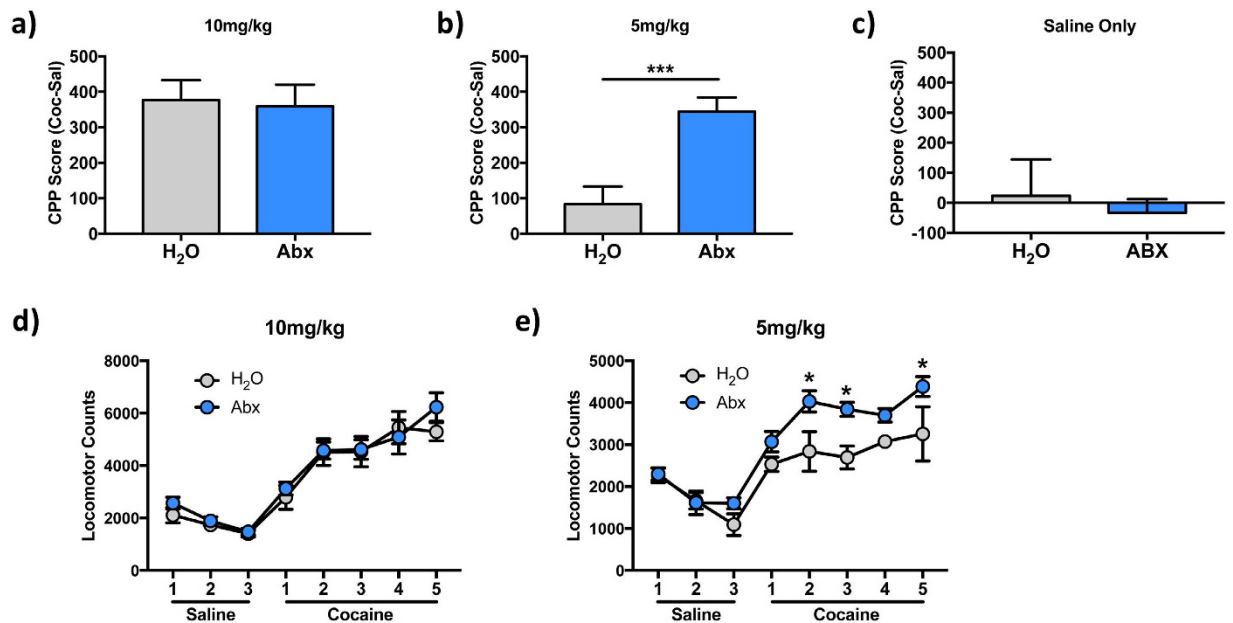 a)
10mg/kg
CPP Score (Coc-Sal)
500
400
300
200
100
0
H₂O Abx
b)
5mg/kg
CPP Score (Coc-Sal)
500
400
300
200
100
0
***
H₂O Abx
c)
Saline Only
CPP Score (Coc-Sal)
500
400
300
200
100
0
-100
H₂O ABX
d)
10mg/kg
Locomotor Counts
8000
6000
4000
2000
0
H₂O
Abx
1 2 3 1 2 3 4 5
Saline Cocaine
e)
5mg/kg
Locomotor Counts
5000
4000
3000
2000
1000
0
H₂O
Abx
* * *
1 2 3 1 2 3 4 5
Saline Cocaine